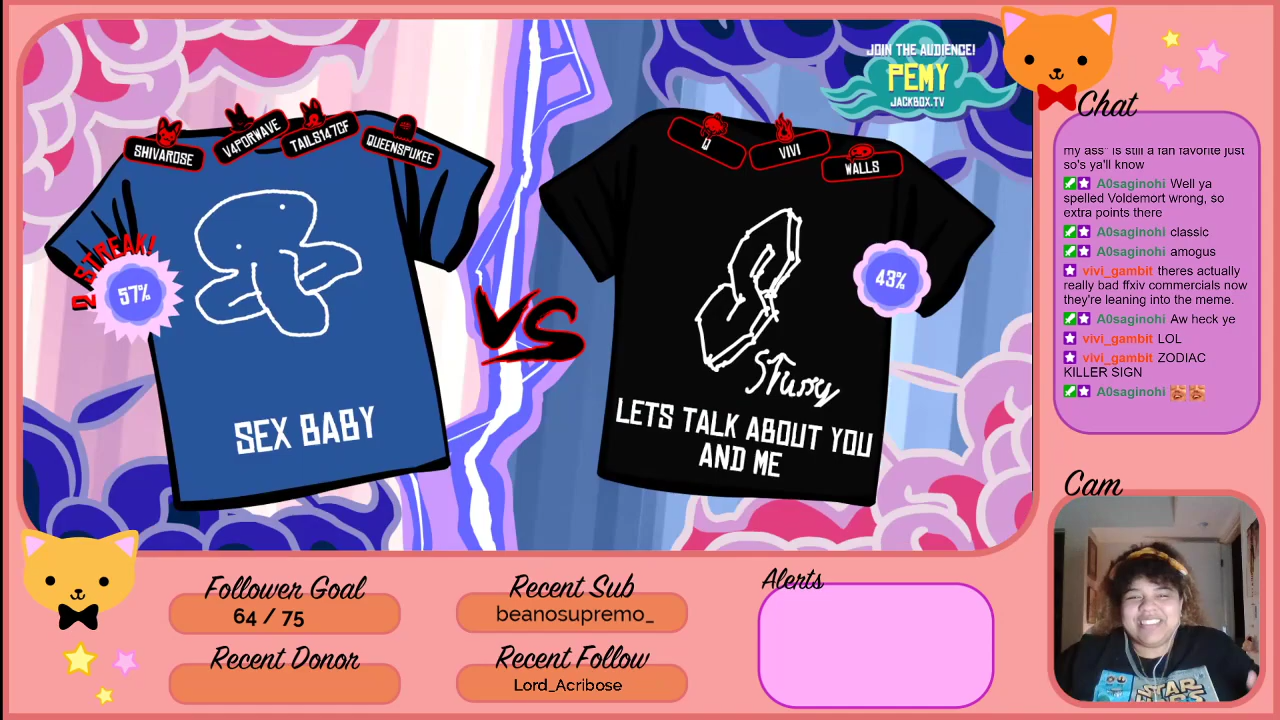 JOIN THE AUDIENCE!
PEMY
JACKBOX.TV
SHIVAROSE
V4PORWAVE
TAILS147CF
QUEENSPUKEE
Q
VIVI
WALLS
2 STREAK!
57%
VS
43%
SEX BABY
Stussy
LETS TALK ABOUT YOU
AND ME
Chat
my ass" is still a fan favorite just
so's ya'll know
A0saginohi Well ya
spelled Voldemort wrong, so
extra points there
A0saginohi classic
A0saginohi amogus
vivi_gambit theres actually
really bad ffxiv commercials now
they're leaning into the meme.
A0saginohi Aw heck ye
vivi_gambit LOL
vivi_gambit ZODIAC
KILLER SIGN
A0saginohi
Cam
STAR
Follower Goal
64 / 75
Recent Donor
Recent Sub
beanosupremo_
Recent Follow
Lord_Acribose
Alerts